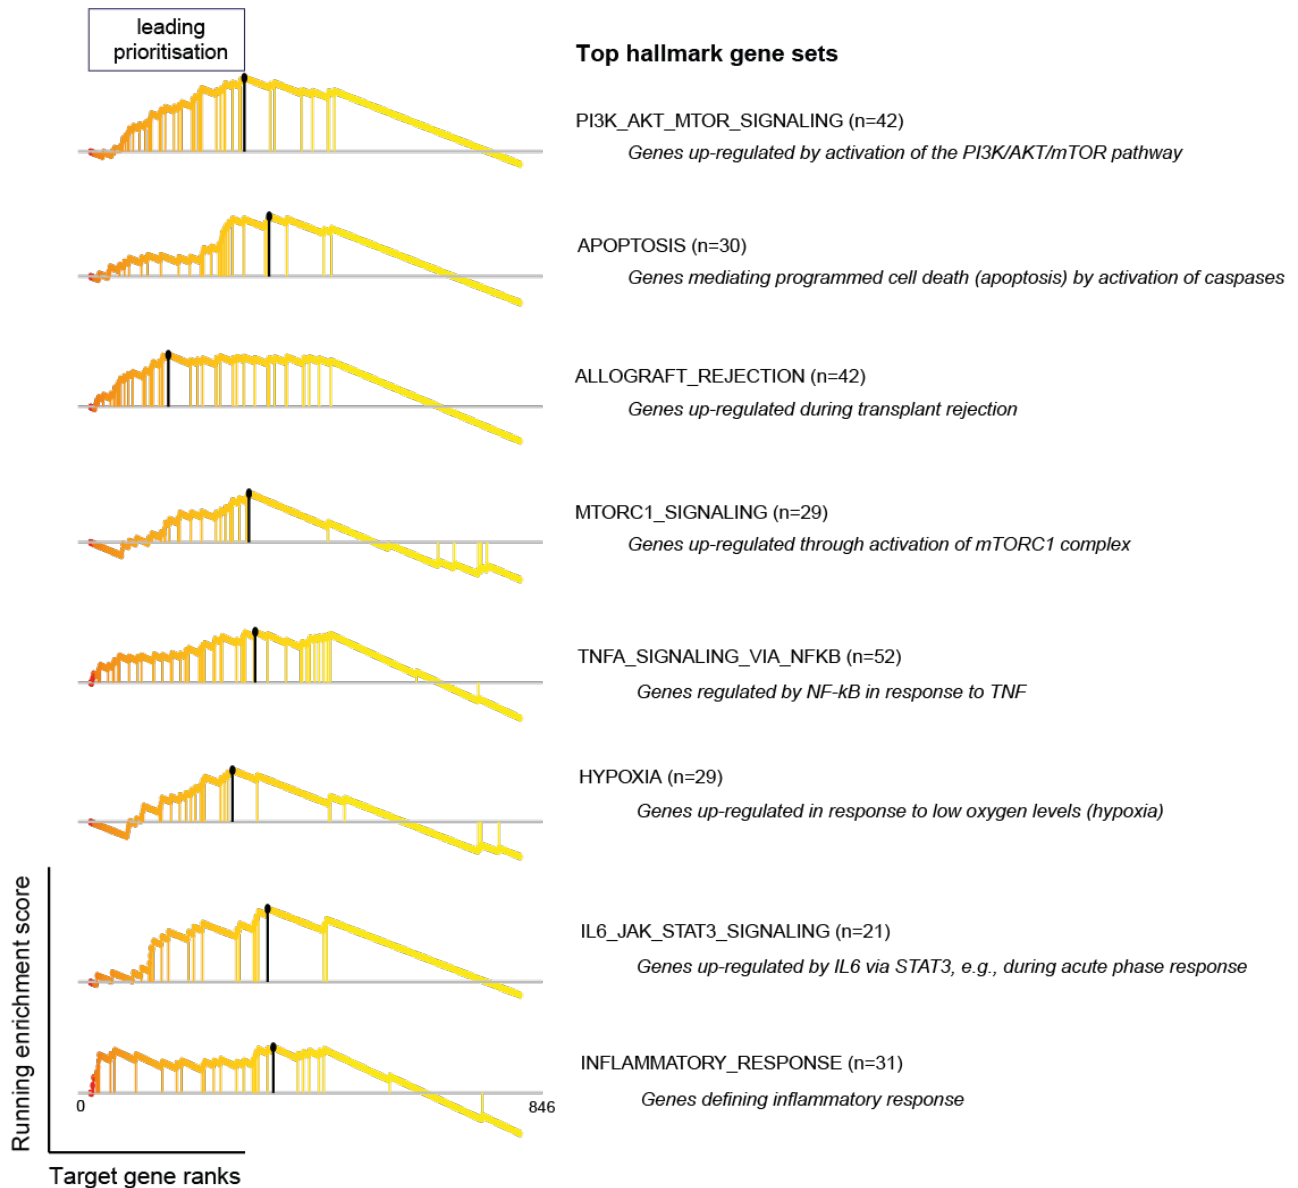 leading
prioritisation
Top hallmark gene sets
PI3K_AKT_MTOR_SIGNALING (n=42)
Genes up-regulated by activation of the PI3K/AKT/mTOR pathway
APOPTOSIS (n=30)
Genes mediating programmed cell death (apoptosis) by activation of caspases
ALLOGRAFT_REJECTION (n=42)
Genes up-regulated during transplant rejection
MTORC1_SIGNALING (n=29)
Genes up-regulated through activation of mTORC1 complex
TNFA_SIGNALING_VIA_NFKB (n=52)
Genes regulated by NF-kB in response to TNF
HYPOXIA (n=29)
Genes up-regulated in response to low oxygen levels (hypoxia)
IL6_JAK_STAT3_SIGNALING (n=21)
Genes up-regulated by IL6 via STAT3, e.g., during acute phase response
INFLAMMATORY_RESPONSE (n=31)
Genes defining inflammatory response
0
846
Running enrichment score
Target gene ranks